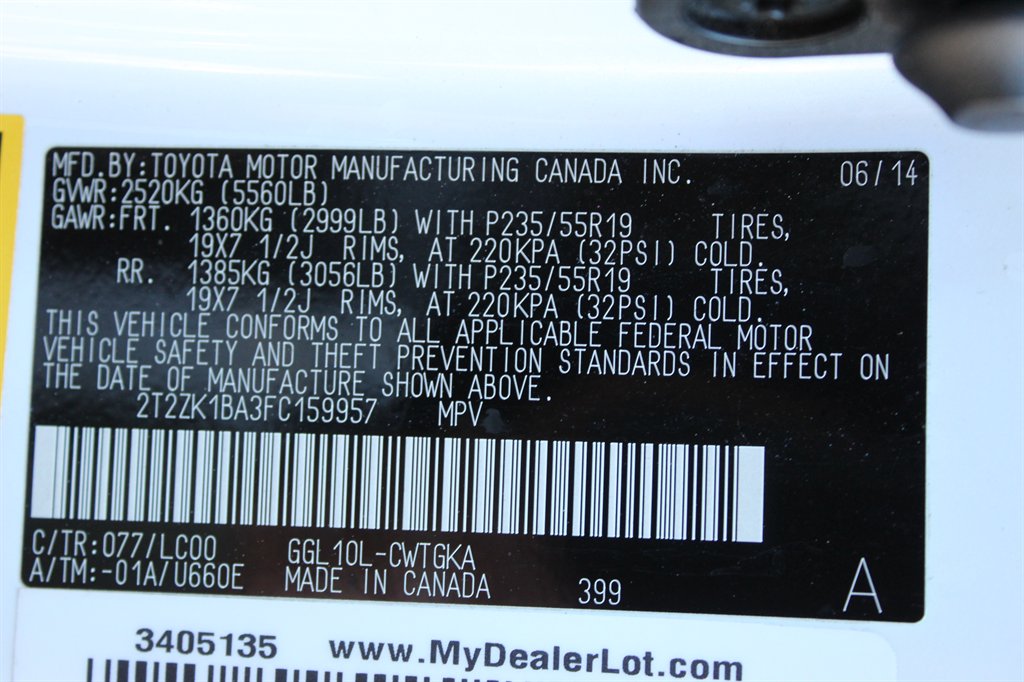 MFD.BY:TOYOTA MOTOR MANUFACTURING CANADA INC. 06/14
GVWR:2520KG (5560LB)
GAWR:FRT. 1360KG (2999LB) WITH P235/55R19 TIRES,
19X7 1/2J RIMS, AT 220KPA (32PSI) COLD.
RR. 1385KG (3056LB) WITH P235/55R19 TIRES,
19X7 1/2J RIMS, AT 220KPA (32PSI) COLD.
THIS VEHICLE CONFORMS TO ALL APPLICABLE FEDERAL MOTOR
VEHICLE SAFETY AND THEFT PREVENTION STANDARDS IN EFFECT ON
THE DATE OF MANUFACTURE SHOWN ABOVE.
2T2ZK1BA3FC159957 MPV
C/TR:077/LC00 GGL10L-CWTGKA
A/TM:-01A/U660E MADE IN CANADA 399 A
3405135 www.MyDealerLot.com